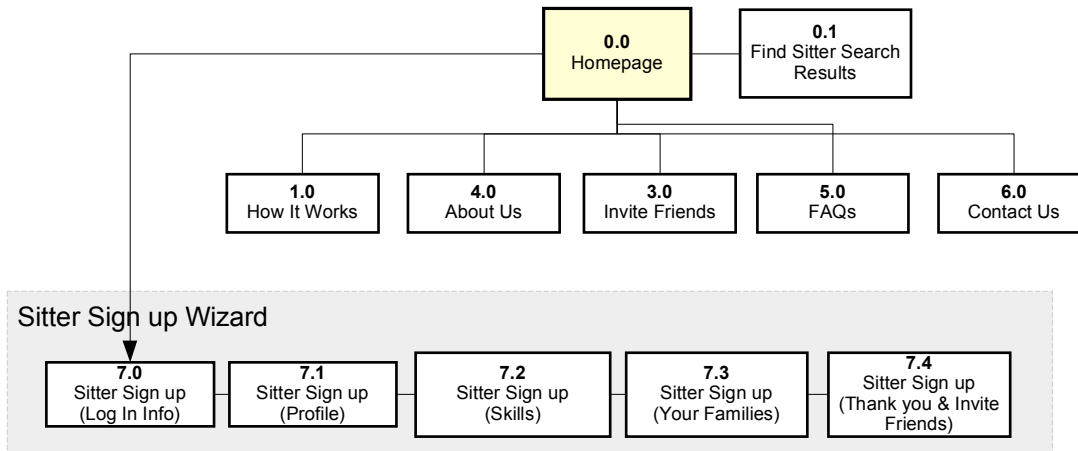 0.0
Homepage
0.1
Find Sitter Search
Results
1.0
How It Works
4.0
About Us
3.0
Invite Friends
5.0
FAQs
6.0
Contact Us
Sitter Sign up Wizard
7.0
Sitter Sign up
(Log In Info)
7.1
Sitter Sign up
(Profile)
7.2
Sitter Sign up
(Skills)
7.3
Sitter Sign up
(Your Families)
7.4
Sitter Sign up
(Thank you & Invite
Friends)